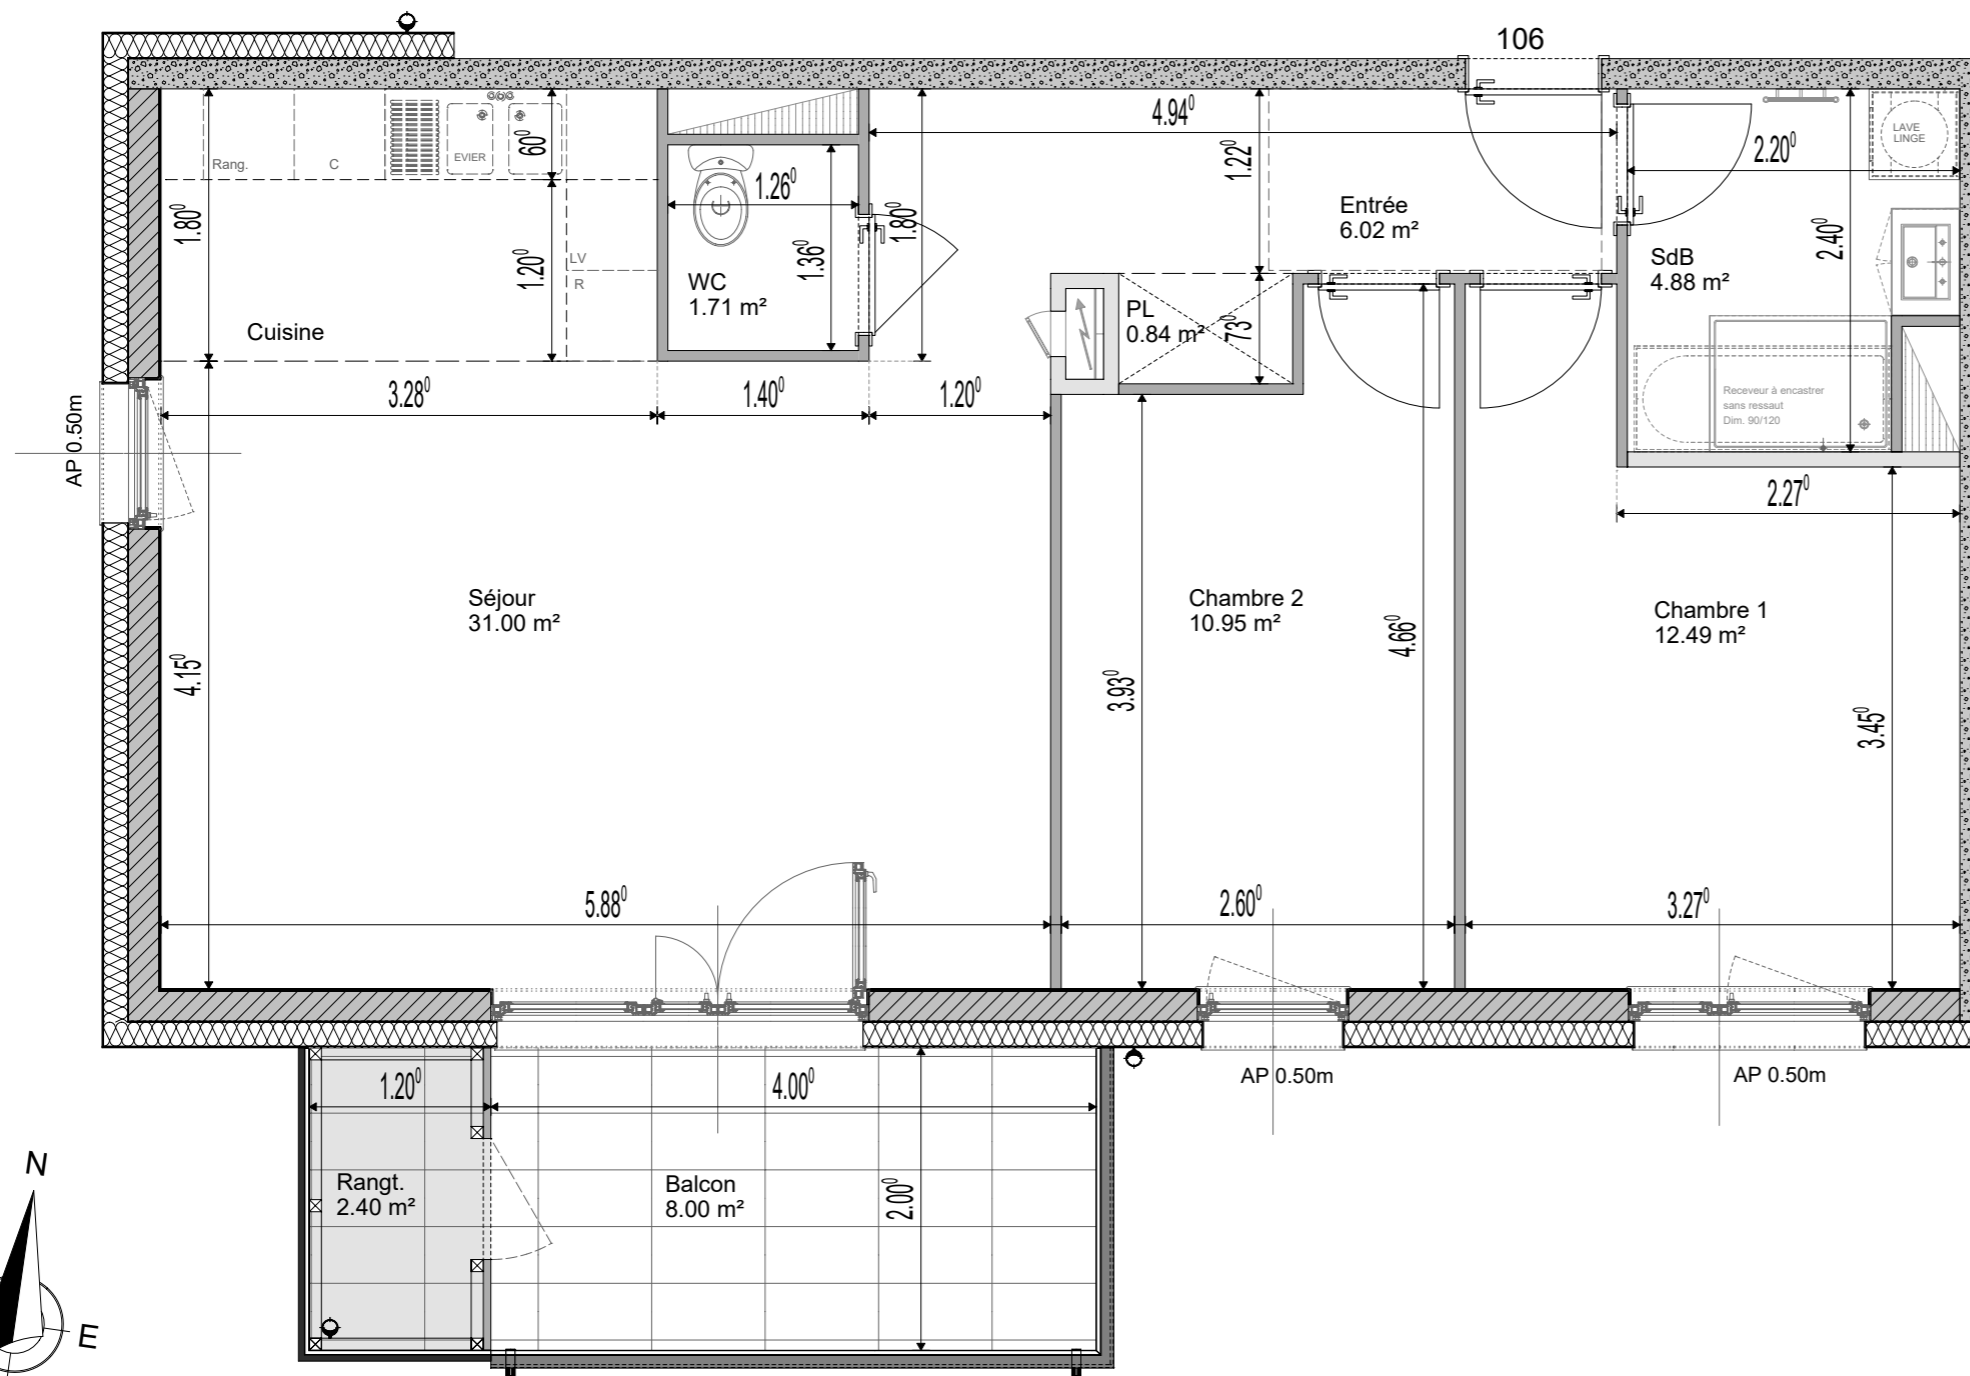 106
4.94⁰
60⁰
1.22⁰
2.20⁰
LAVE
LINGE
Rang.
C
EVIER
1.26⁰
Entrée
6.02 m²
1.80⁰
1.20⁰
1.36⁰
1.80⁰
2.40⁰
LV
R
WC
1.71 m²
SdB
4.88 m²
Cuisine
PL
0.84 m²
73⁰
3.28⁰
1.40⁰
1.20⁰
Receveur à encastrer
sans ressaut
Dim. 90/120
AP 0.50m
2.27⁰
Séjour
31.00 m²
Chambre 2
10.95 m²
Chambre 1
12.49 m²
4.15⁰
3.93⁰
4.66⁰
3.45⁰
5.88⁰
2.60⁰
3.27⁰
AP 0.50m
AP 0.50m
1.20⁰
4.00⁰
Rangt.
2.40 m²
Balcon
8.00 m²
2.00⁰
N
E